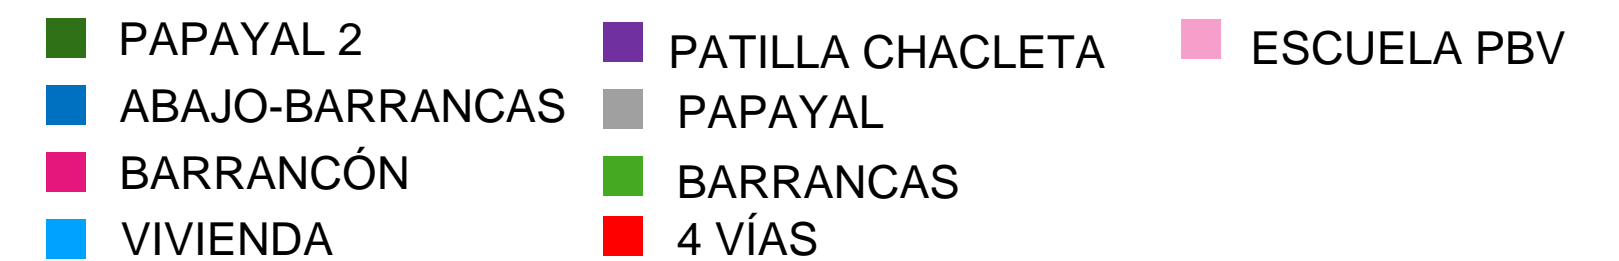 PAPAYAL 2
ABAJO-BARRANCAS
BARRANCÓN
VIVIENDA
PATILLA CHACLETA
PAPAYAL
BARRANCAS
4 VÍAS
ESCUELA PBV